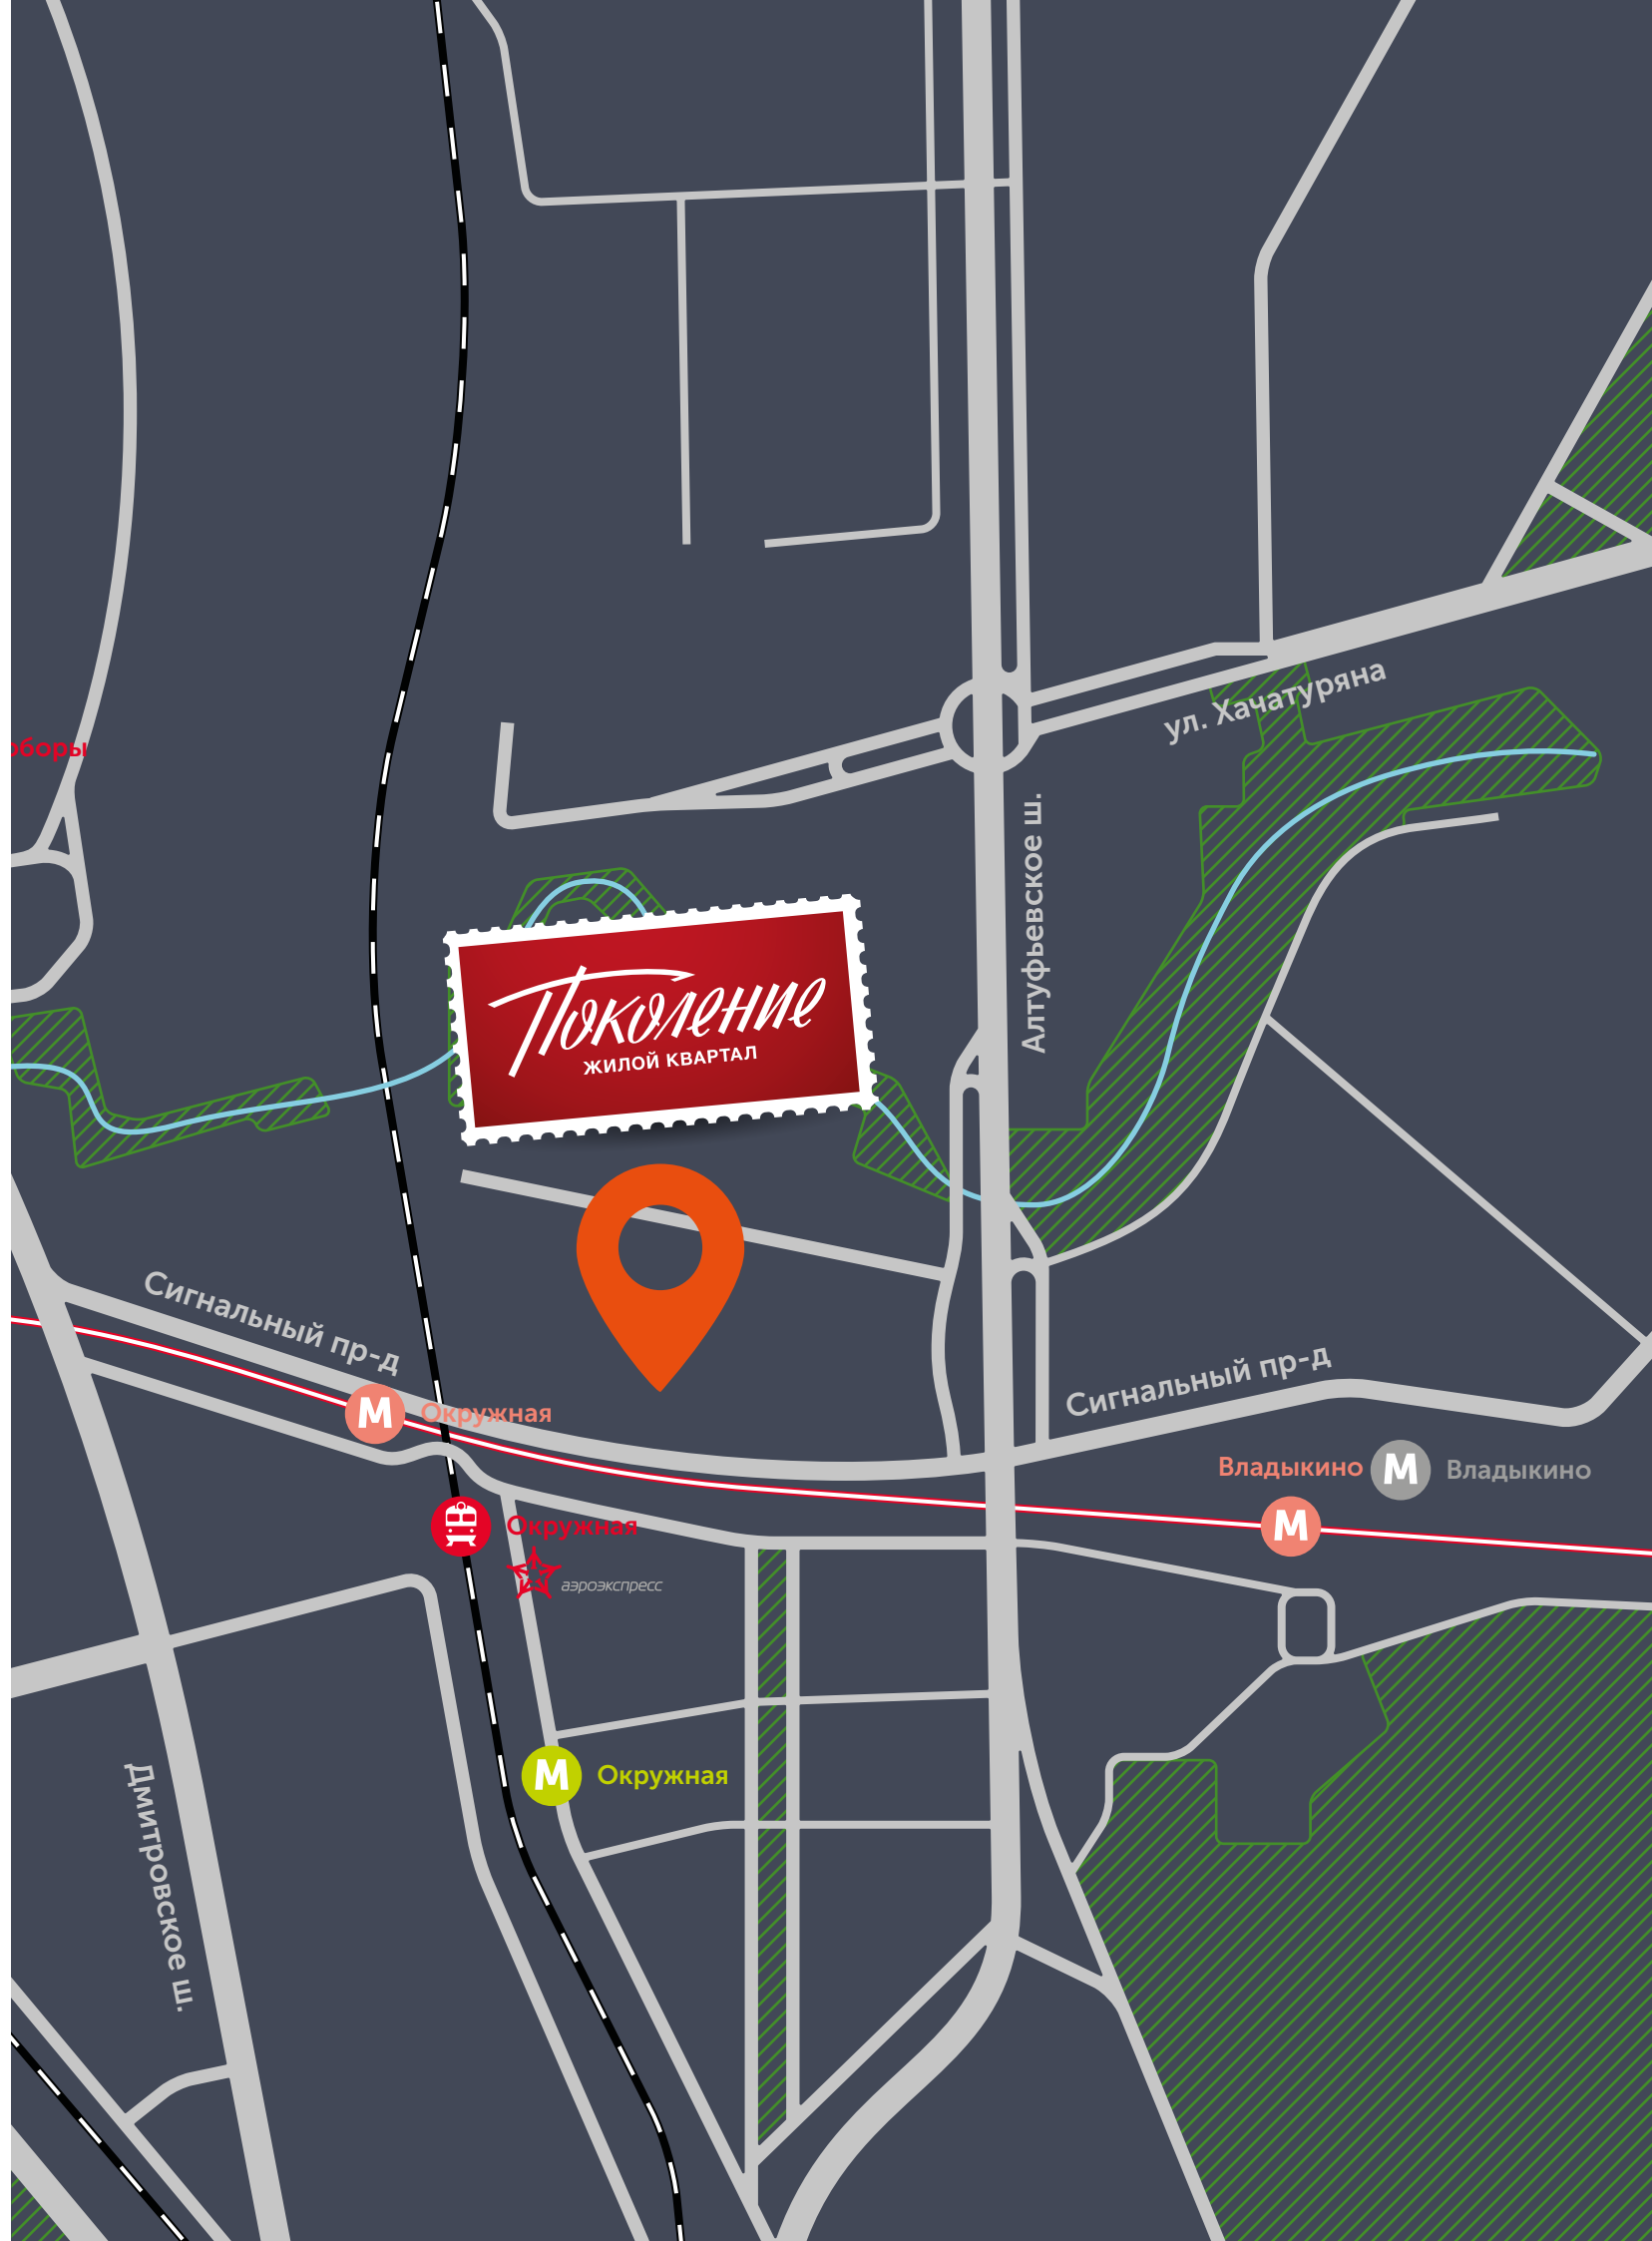 ул. Хачатуряна
Алтуфьевское ш.
Поколение
ЖИЛОЙ КВАРТАЛ
Сигнальный пр-д
Сигнальный пр-д
М Окружная
Владыкино М Владыкино
М
Окружная
аэроэкспресс
М Окружная
Дмитровское ш.